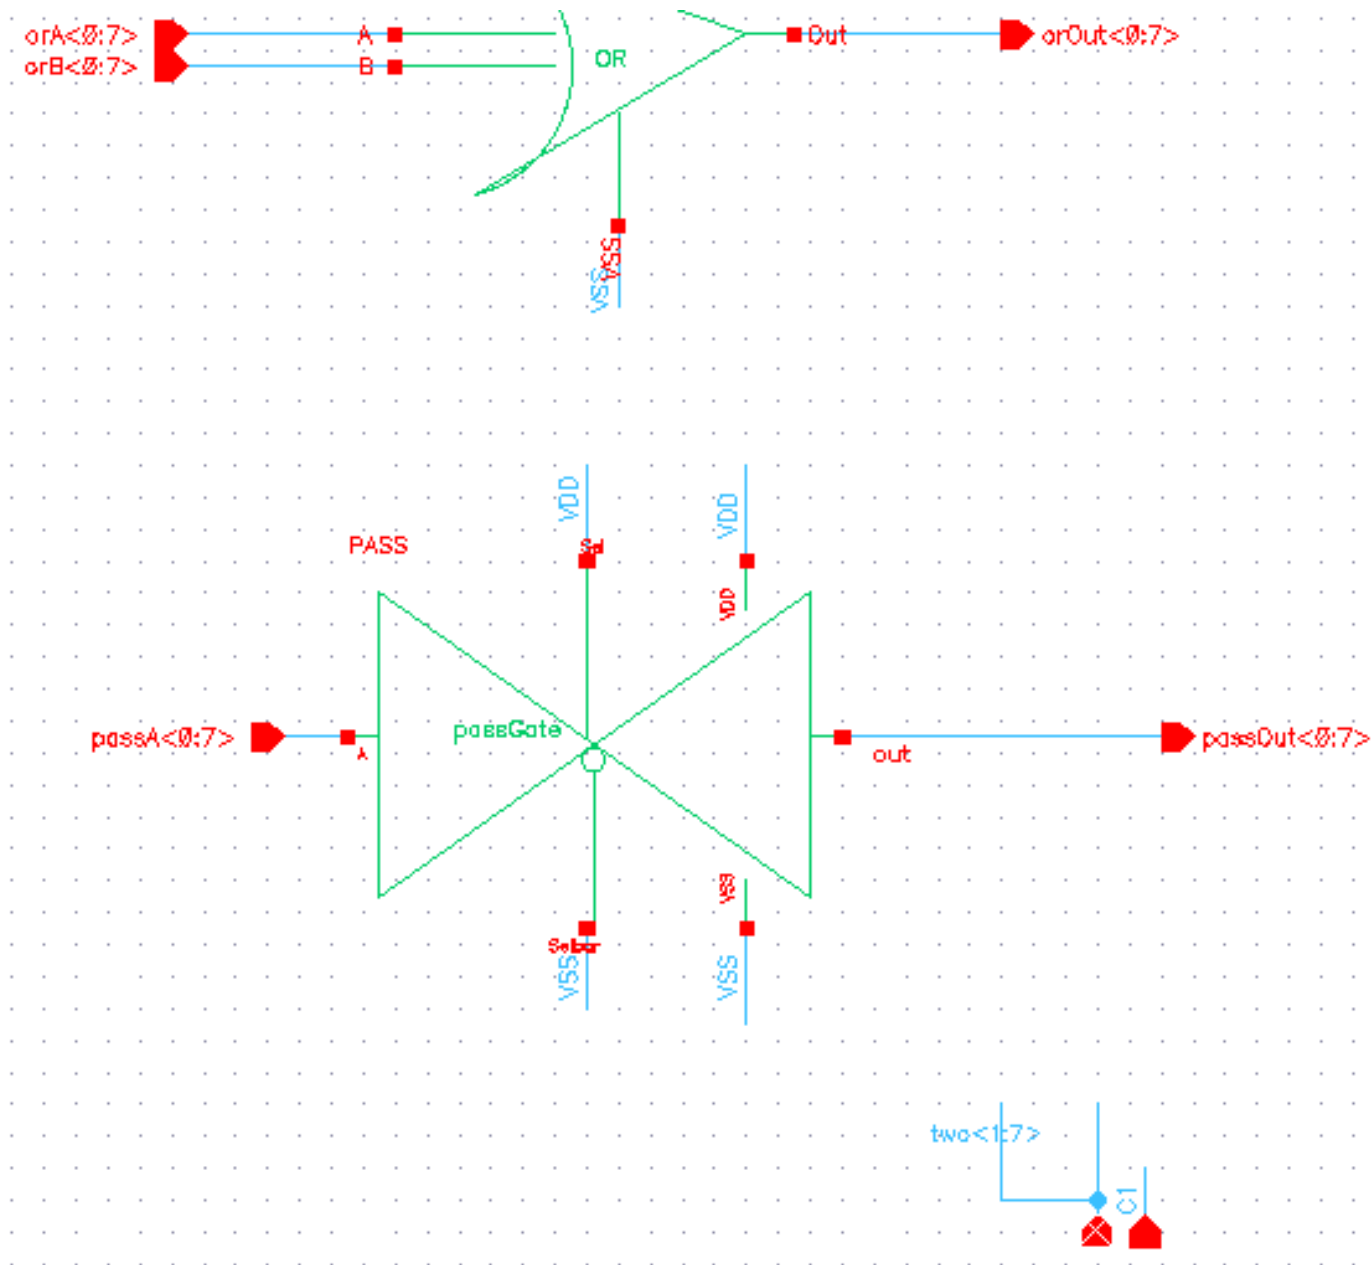 orA<0:7> A Out orOut<0:7>
orB<0:7> B OR
VSS
VSS
VDD VDD
PASS Sel
VDD
passGate
passA<0:7> A out passOut<0:7>
VSS
Selbar
VSS VSS
two<1:7>
C1